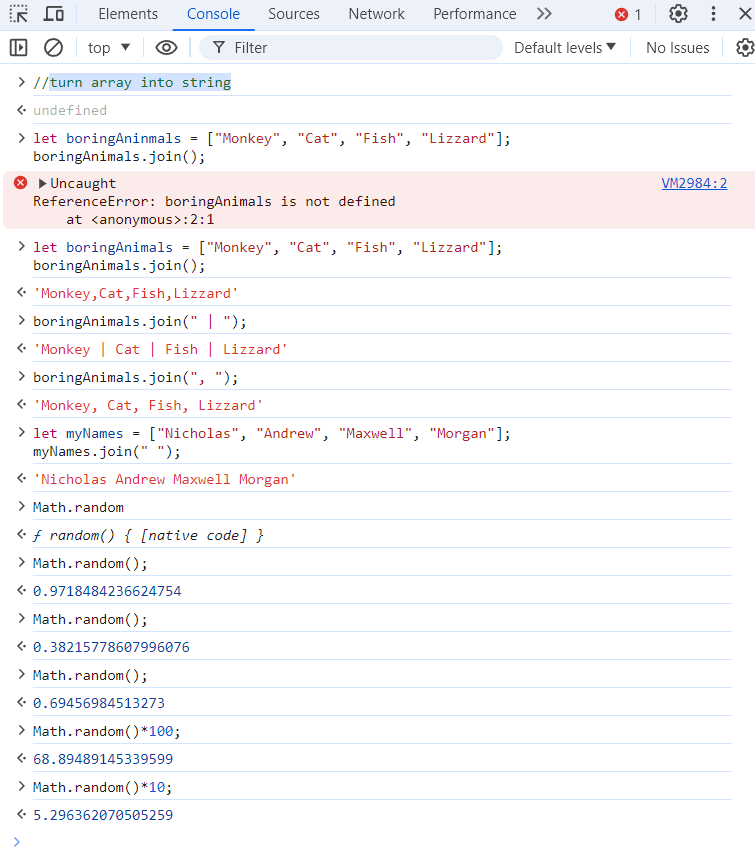 Elements Console Sources Network Performance 1
top Filter Default levels No Issues
//turn array into string
undefined
let boringAninmals = ["Monkey", "Cat", "Fish", "Lizzard"];
boringAnimals.join();
Uncaught VM2984:2
ReferenceError: boringAnimals is not defined
at <anonymous>:2:1
let boringAnimals = ["Monkey", "Cat", "Fish", "Lizzard"];
boringAnimals.join();
'Monkey,Cat,Fish,Lizzard'
boringAnimals.join(" | ");
'Monkey | Cat | Fish | Lizzard'
boringAnimals.join(", ");
'Monkey, Cat, Fish, Lizzard'
let myNames = ["Nicholas", "Andrew", "Maxwell", "Morgan"];
myNames.join(" ");
'Nicholas Andrew Maxwell Morgan'
Math.random
ƒ random() { [native code] }
Math.random();
0.9718484236624754
Math.random();
0.38215778607996076
Math.random();
0.69456984513273
Math.random()*100;
68.89489145339599
Math.random()*10;
5.296362070505259